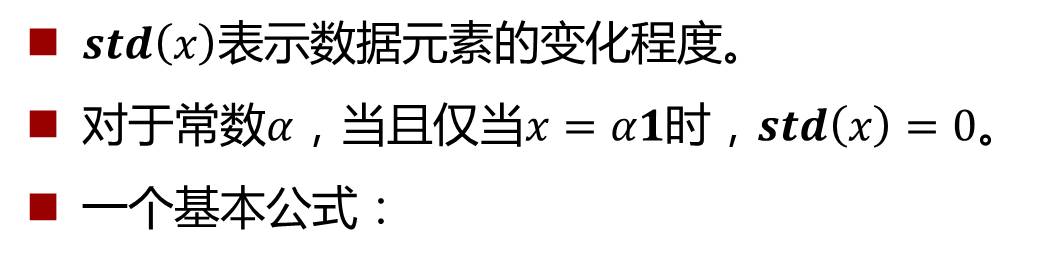 ■ std(x)表示数据元素的变化程度。
■ 对于常数α，当且仅当x = α1时，std(x) = 0。
■ 一个基本公式：